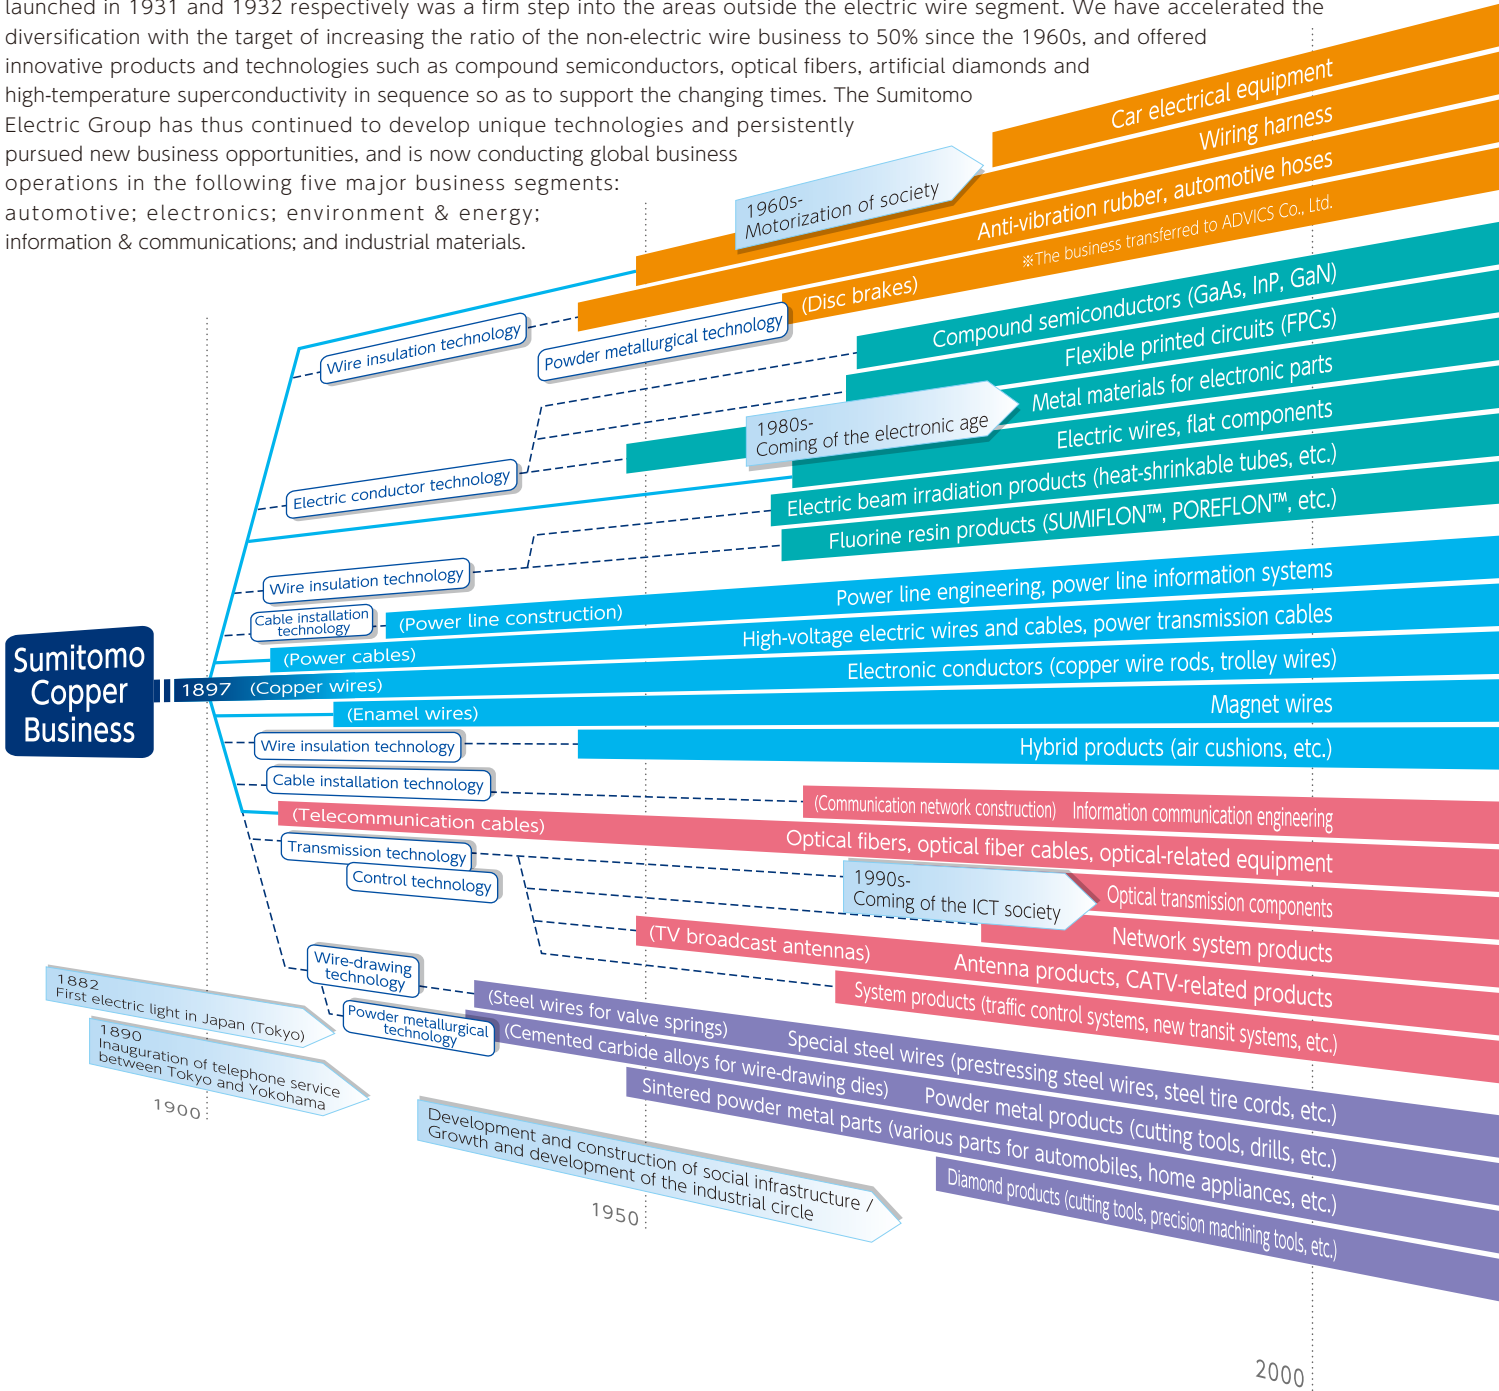 launched in 1931 and 1932 respectively was a firm step into the areas outside the electric wire segment. We have accelerated the
diversification with the target of increasing the ratio of the non-electric wire business to 50% since the 1960s, and offered
innovative products and technologies such as compound semiconductors, optical fibers, artificial diamonds and
high-temperature superconductivity in sequence so as to support the changing times. The Sumitomo
Electric Group has thus continued to develop unique technologies and persistently
pursued new business opportunities, and is now conducting global business
operations in the following five major business segments:
automotive; electronics; environment & energy;
information & communications; and industrial materials.
Car electrical equipment
Wiring harness
1960s-
Motorization of society
Anti-vibration rubber, automotive hoses
※The business transferred to ADVICS Co., Ltd.
(Disc brakes)
Wire insulation technology
Powder metallurgical technology
Compound semiconductors (GaAs, InP, GaN)
Flexible printed circuits (FPCs)
Metal materials for electronic parts
1980s-
Coming of the electronic age
Electric wires, flat components
Electric conductor technology
Electric beam irradiation products (heat-shrinkable tubes, etc.)
Fluorine resin products (SUMIFLON™, POREFLON™, etc.)
Wire insulation technology
Cable installation
technology
(Power line construction)
Power line engineering, power line information systems
(Power cables)
High-voltage electric wires and cables, power transmission cables
Sumitomo
Copper
Business
1897 (Copper wires)
Electronic conductors (copper wire rods, trolley wires)
(Enamel wires)
Magnet wires
Wire insulation technology
Hybrid products (air cushions, etc.)
Cable installation technology
(Communication network construction) Information communication engineering
(Telecommunication cables)
Optical fibers, optical fiber cables, optical-related equipment
Transmission technology
Control technology
1990s-
Coming of the ICT society
Optical transmission components
Network system products
(TV broadcast antennas)
Antenna products, CATV-related products
System products (traffic control systems, new transit systems, etc.)
Wire-drawing
technology
(Steel wires for valve springs)
Special steel wires (prestressing steel wires, steel tire cords, etc.)
Powder metallurgical
technology
(Cemented carbide alloys for wire-drawing dies)
Powder metal products (cutting tools, drills, etc.)
Sintered powder metal parts (various parts for automobiles, home appliances, etc.)
Diamond products (cutting tools, precision machining tools, etc.)
1882
First electric light in Japan (Tokyo)
1890
Inauguration of telephone service
between Tokyo and Yokohama
1900
Development and construction of social infrastructure /
Growth and development of the industrial circle
1950
2000